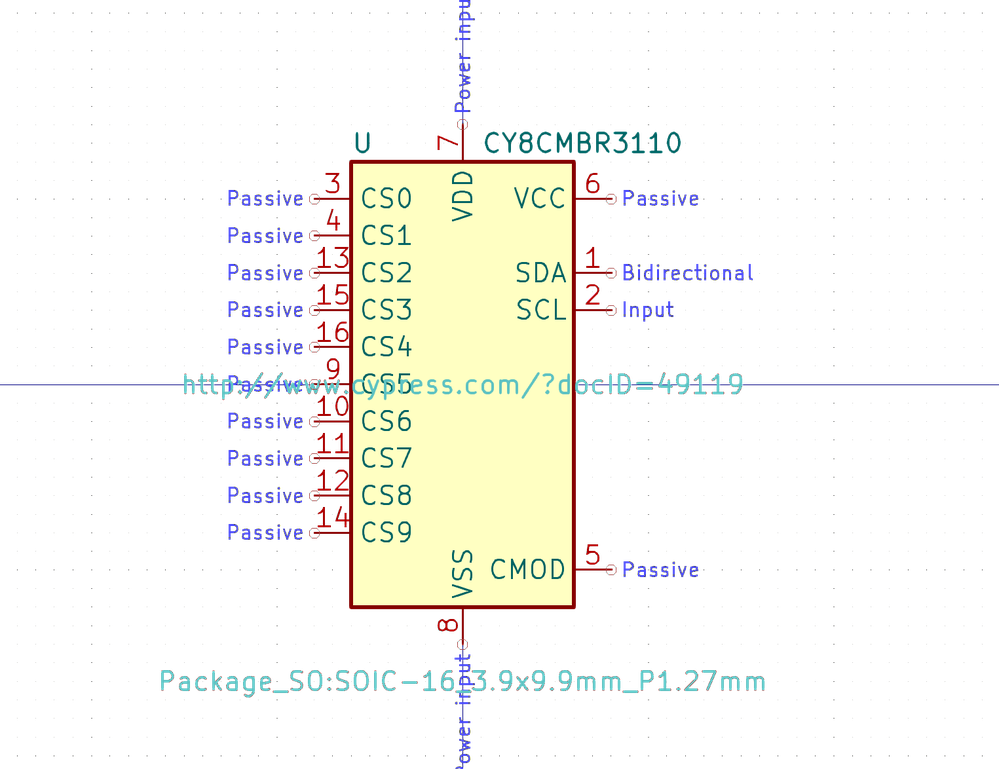 Power input
7
U
CY8CMBR3110
VDD
Passive 3 CS0
VCC 6 Passive
Passive 4 CS1
Passive 13 CS2
SDA 1 Bidirectional
Passive 15 CS3
SCL 2 Input
Passive 16 CS4
Passive 9 CS5
http://www.cypress.com/?docID=49119
Passive 10 CS6
Passive 11 CS7
Passive 12 CS8
Passive 14 CS9
VSS
CMOD 5 Passive
8
Package_SO:SOIC-16_3.9x9.9mm_P1.27mm
Power input